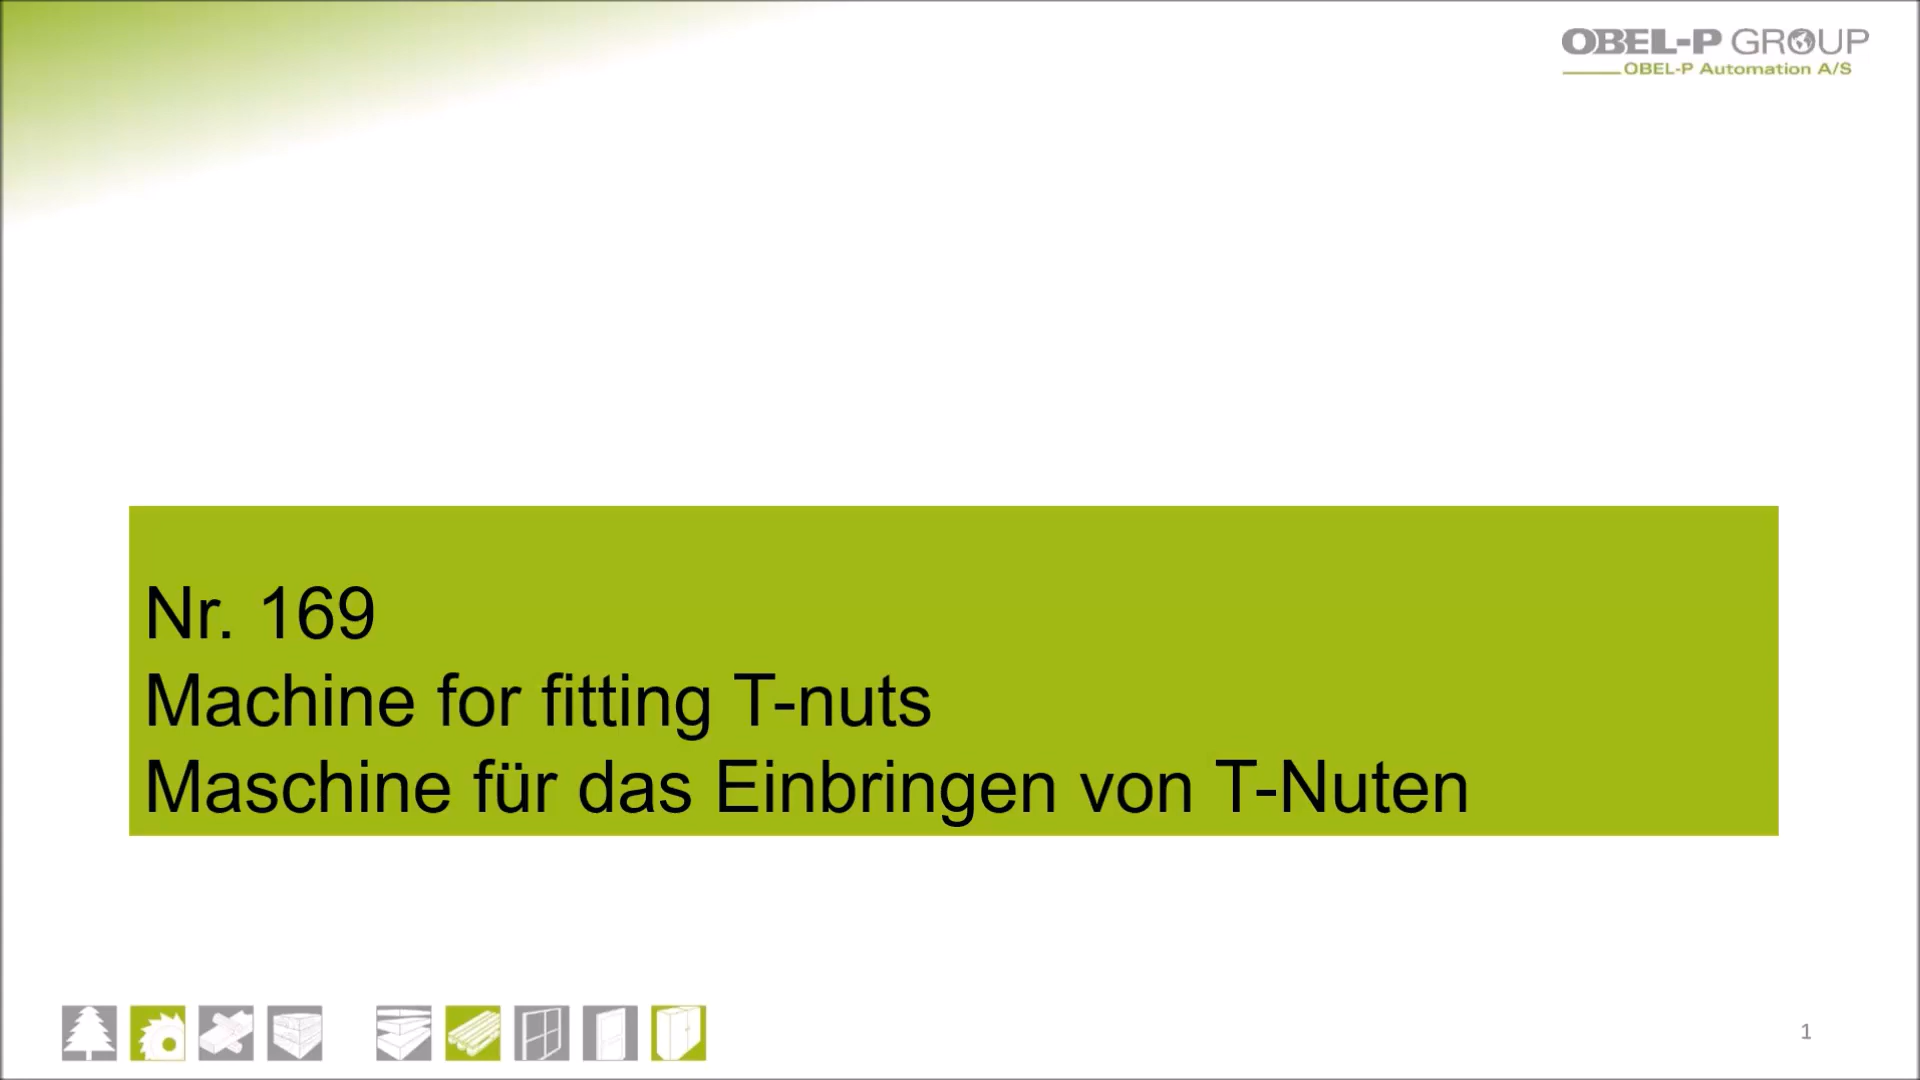 OBEL-P GROUP
OBEL-P Automation A/S
Nr. 169
Machine for fitting T-nuts
Maschine für das Einbringen von T-Nuten
1